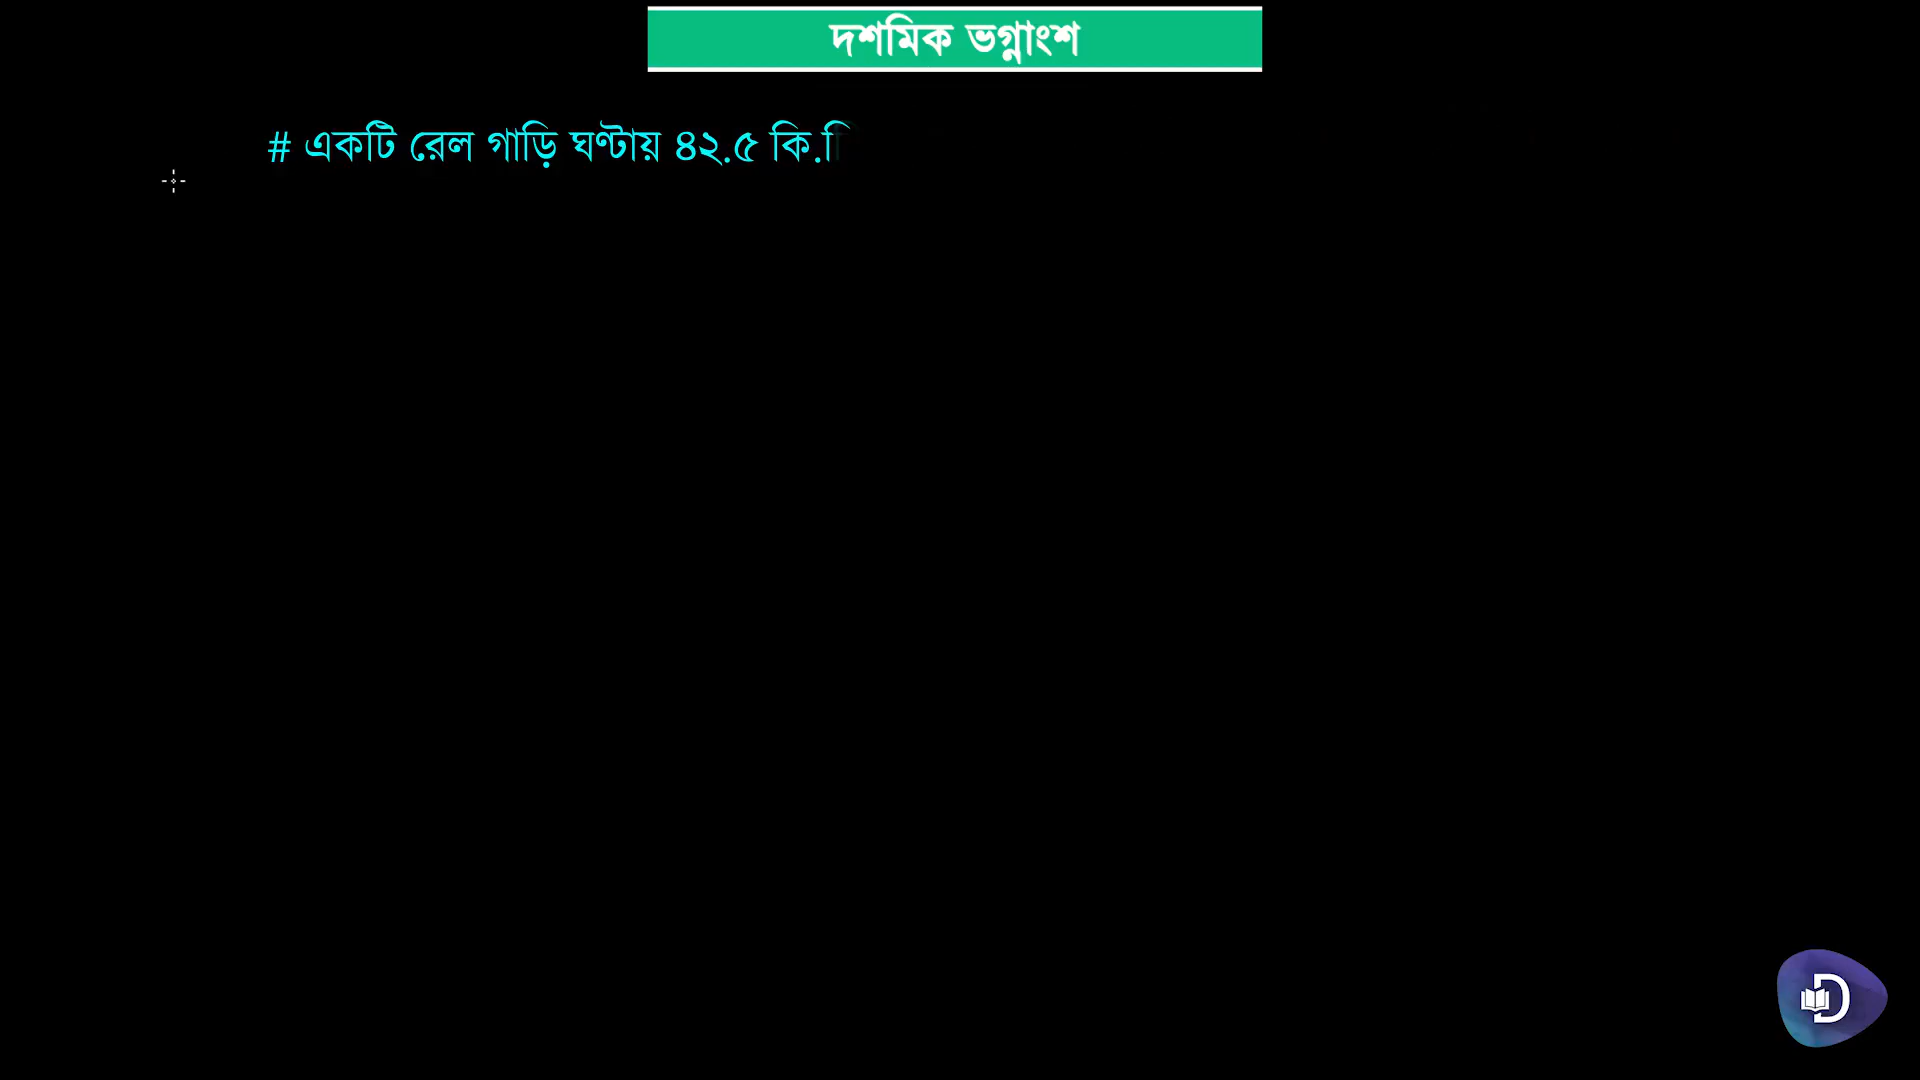 দশমিক ভগ্নাংশ
# একটি রেল গাড়ি ঘণ্টায় ৪২.৫